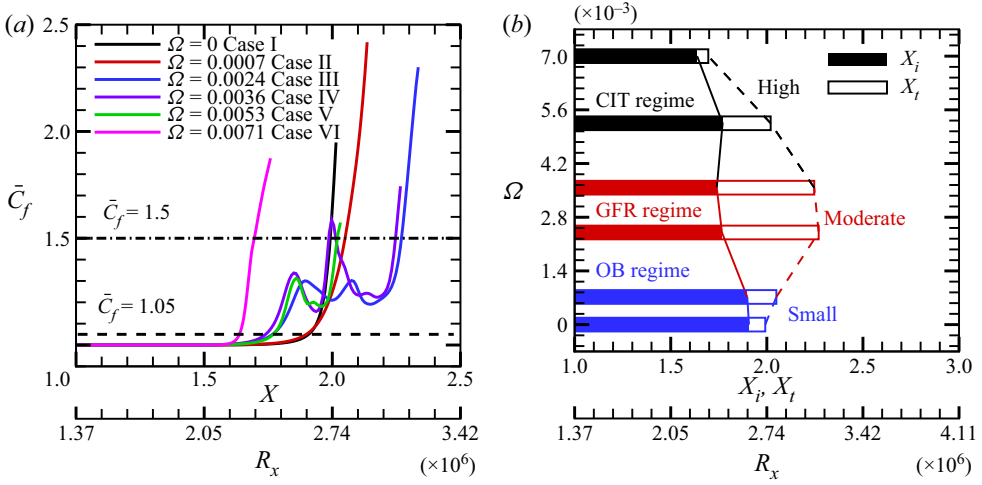 (a)
2.5
2.0
1.5
1.0
C̄f
Ω = 0 Case I
Ω = 0.0007 Case II
Ω = 0.0024 Case III
Ω = 0.0036 Case IV
Ω = 0.0053 Case V
Ω = 0.0071 Case VI
C̄f = 1.5
C̄f = 1.05
1.5
2.0
2.5
X
1.37
2.05
2.74
3.42
Rx
(×10⁶)
(b)
(×10⁻³)
7.0
5.6
4.2
2.8
1.4
0
Ω
Xi
Xt
High
CIT regime
GFR regime
Moderate
OB regime
Small
1.0
1.5
2.0
2.5
3.0
Xi, Xt
1.37
2.05
2.74
3.42
4.11
Rx
(×10⁶)